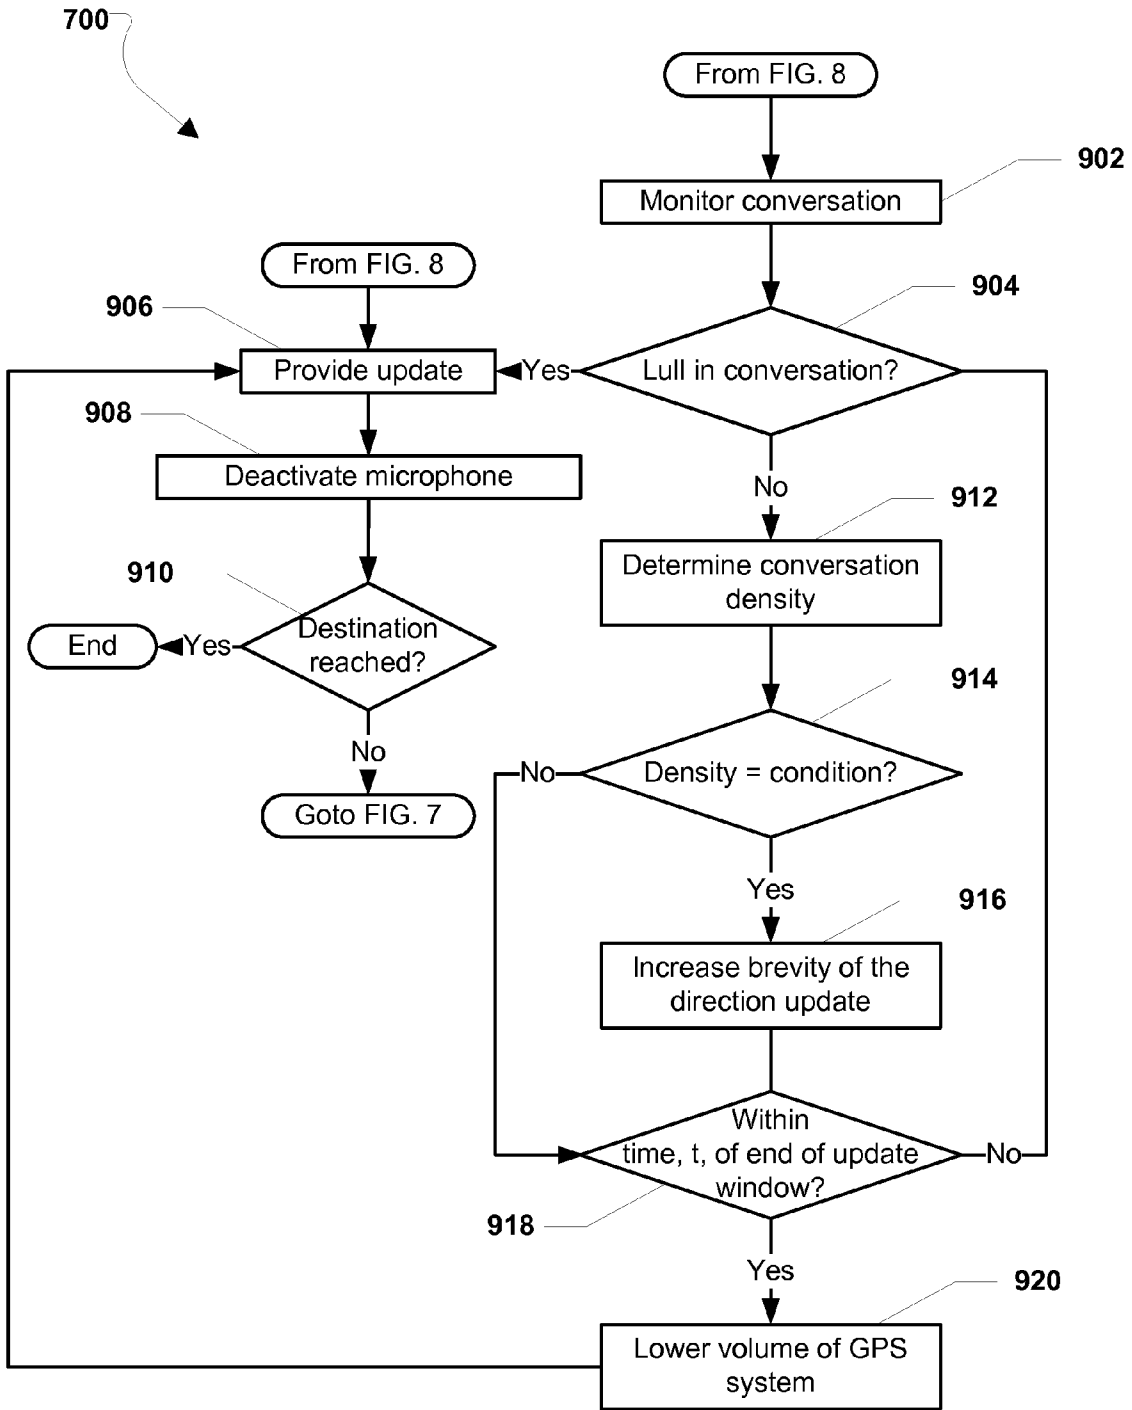 700
From FIG. 8
902
Monitor conversation
From FIG. 8
904
906
Provide update
Yes
Lull in conversation?
908
Deactivate microphone
No
912
Determine conversation
density
910
Destination
reached?
Yes
End
914
No
Density = condition?
No
Goto FIG. 7
Yes
916
Increase brevity of the
direction update
Within
time, t, of end of update
window?
No
918
Yes
920
Lower volume of GPS
system